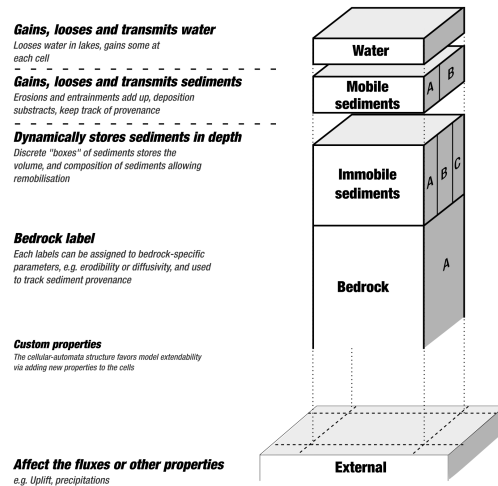 Gains, looses and transmits water
Looses water in lakes, gains some at
each cell
Water
Gains, looses and transmits sediments
Erosions and entrainments add up, deposition
substracts, keep track of provenance
Mobile
sediments
A
B
Dynamically stores sediments in depth
Discrete "boxes" of sediments stores the
volume, and composition of sediments allowing
remobilisation
Immobile
sediments
A
B
C
Bedrock label
Each labels can be assigned to bedrock-specific
parameters, e.g. erodibility or diffusivity, and used
to track sediment provenance
Bedrock
A
Custom properties
The cellular-automata structure favors model extendability
via adding new properties to the cells
Affect the fluxes or other properties
e.g. Uplift, precipitations
External